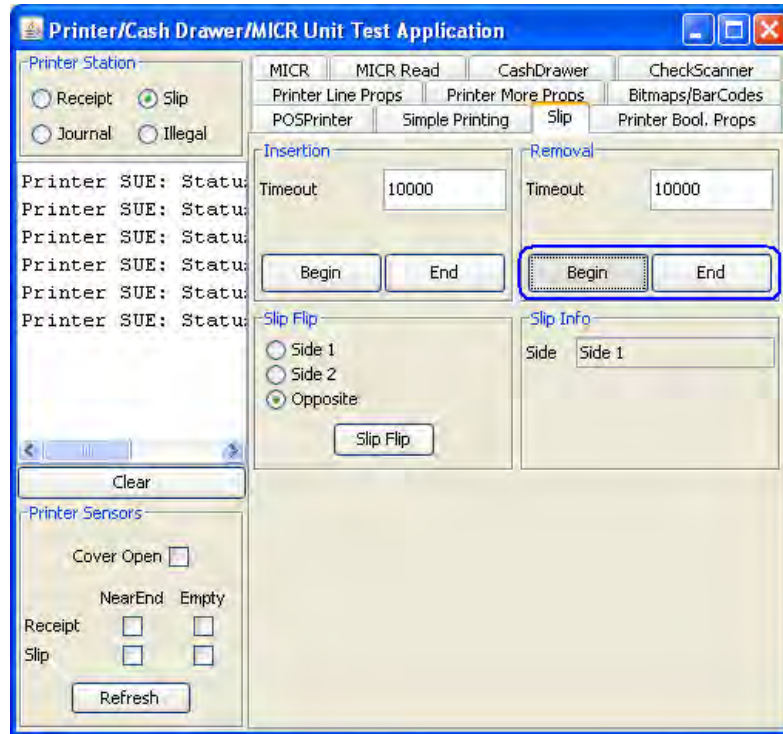 Printer/Cash Drawer/MICR Unit Test Application
Printer Station
Receipt Slip
Journal Illegal
MICR MICR Read CashDrawer CheckScanner
Printer Line Props Printer More Props Bitmaps/BarCodes
POSPrinter Simple Printing Slip Printer Bool. Props
Printer SUE: Statu
Printer SUE: Statu
Printer SUE: Statu
Printer SUE: Statu
Printer SUE: Statu
Printer SUE: Statu
Clear
Printer Sensors
Cover Open
NearEnd Empty
Receipt
Slip
Refresh
Insertion
Timeout 10000
Begin End
Removal
Timeout 10000
Begin End
Slip Flip
Side 1
Side 2
Opposite
Slip Flip
Slip Info
Side Side 1